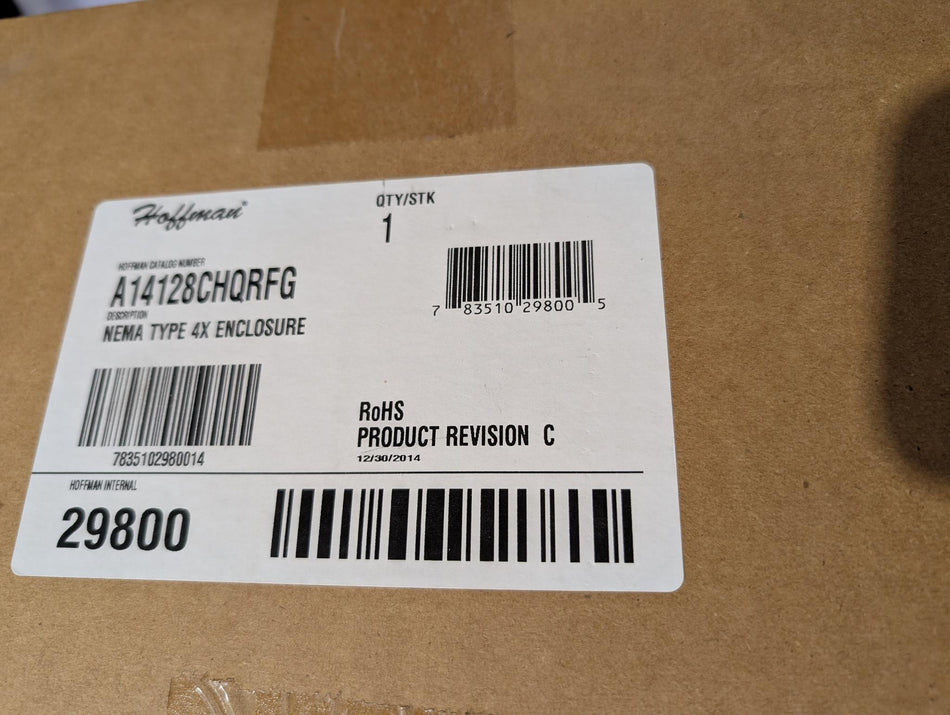 Hoffman®
QTY/STK
1
HOFFMAN CATALOG NUMBER
A14128CHQRFG
DESCRIPTION
NEMA TYPE 4X ENCLOSURE
7 83510 29800 5
7835102980014
RoHS
PRODUCT REVISION C
12/30/2014
HOFFMAN INTERNAL
29800